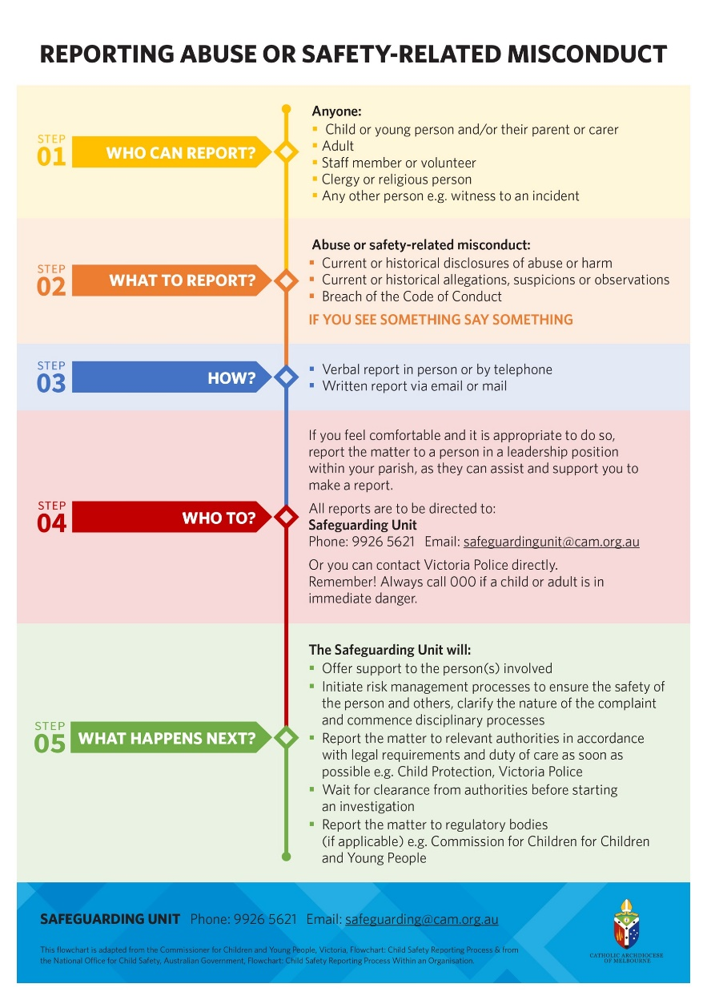 REPORTING ABUSE OR SAFETY-RELATED MISCONDUCT
STEP
01
WHO CAN REPORT?
Anyone:
▪ Child or young person and/or their parent or carer
▪ Adult
▪ Staff member or volunteer
▪ Clergy or religious person
▪ Any other person e.g. witness to an incident
STEP
02
WHAT TO REPORT?
Abuse or safety-related misconduct:
▪ Current or historical disclosures of abuse or harm
▪ Current or historical allegations, suspicions or observations
▪ Breach of the Code of Conduct
IF YOU SEE SOMETHING SAY SOMETHING
STEP
03
HOW?
▪ Verbal report in person or by telephone
▪ Written report via email or mail
STEP
04
WHO TO?
If you feel comfortable and it is appropriate to do so,
report the matter to a person in a leadership position
within your parish, as they can assist and support you to
make a report.
All reports are to be directed to:
Safeguarding Unit
Phone: 9926 5621 Email: safeguardingunit@cam.org.au
Or you can contact Victoria Police directly.
Remember! Always call 000 if a child or adult is in
immediate danger.
STEP
05
WHAT HAPPENS NEXT?
The Safeguarding Unit will:
▪ Offer support to the person(s) involved
▪ Initiate risk management processes to ensure the safety of
the person and others, clarify the nature of the complaint
and commence disciplinary processes
▪ Report the matter to relevant authorities in accordance
with legal requirements and duty of care as soon as
possible e.g. Child Protection, Victoria Police
▪ Wait for clearance from authorities before starting
an investigation
▪ Report the matter to regulatory bodies
(if applicable) e.g. Commission for Children for Children
and Young People
SAFEGUARDING UNIT Phone: 9926 5621 Email: safeguarding@cam.org.au
This flowchart is adapted from the Commissioner for Children and Young People, Victoria, Flowchart: Child Safety Reporting Process & from
the National Office for Child Safety, Australian Government, Flowchart: Child Safety Reporting Process Within an Organisation.
CATHOLIC ARCHDIOCESE
OF MELBOURNE